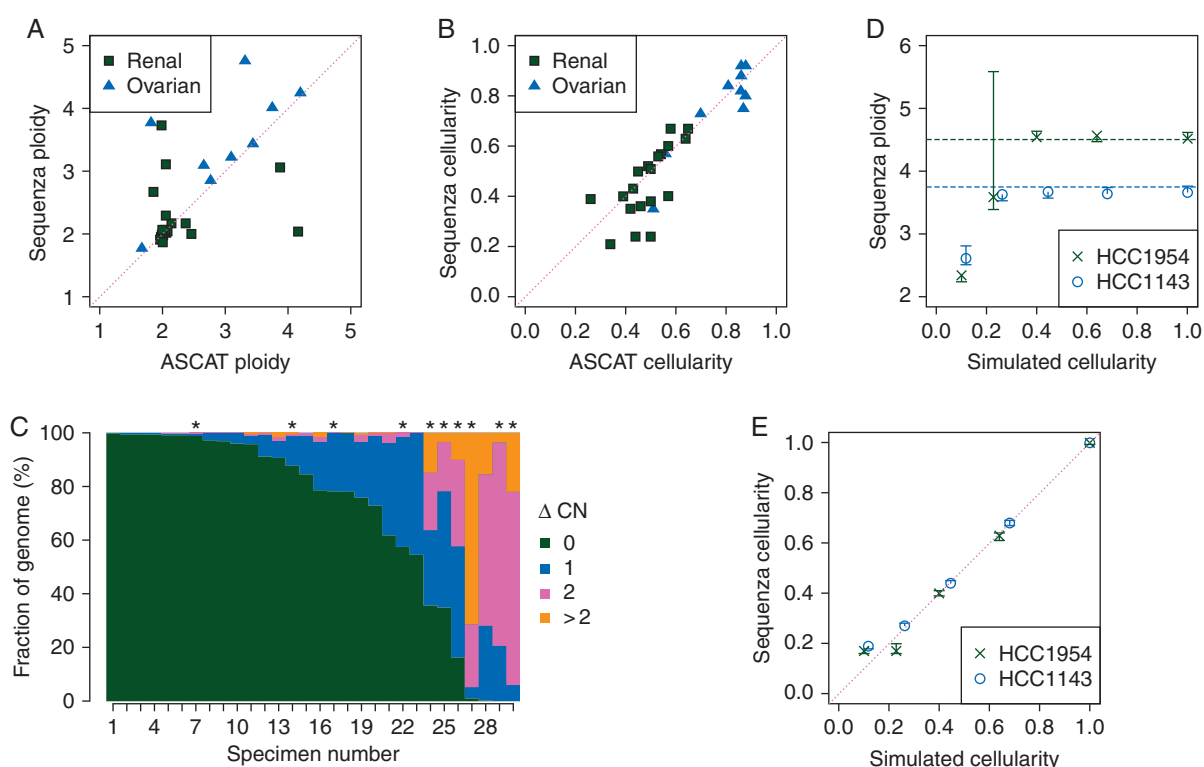 A
Sequenza ploidy
5
4
3
2
1
Renal
Ovarian
1 2 3 4 5
ASCAT ploidy
B
Sequenza cellularity
1.0
0.8
0.6
0.4
0.2
0.0
Renal
Ovarian
0.0 0.2 0.4 0.6 0.8 1.0
ASCAT cellularity
D
Sequenza ploidy
6
5
4
3
2
HCC1954
HCC1143
0.0 0.2 0.4 0.6 0.8 1.0
Simulated cellularity
C
Fraction of genome (%)
100
80
60
40
20
0
* * * * * * * * * *
1 4 7 10 13 16 19 22 25 28
Specimen number
Δ CN
0
1
2
>2
E
Sequenza cellularity
1.0
0.8
0.6
0.4
0.2
0.0
HCC1954
HCC1143
0.0 0.2 0.4 0.6 0.8 1.0
Simulated cellularity